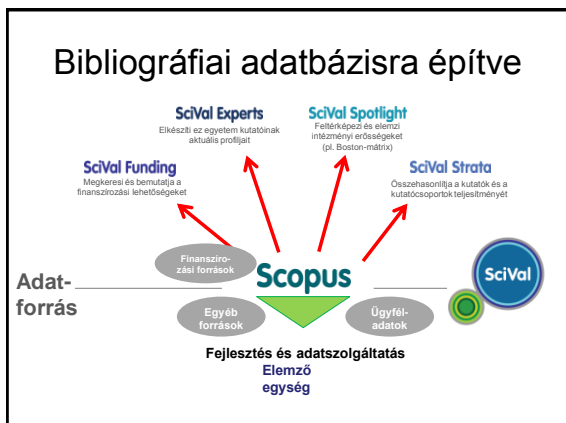 Bibliográfiai adatbázisra építve
SciVal Experts
Elkészíti ez egyetem kutatóinak
aktuális profiljait
SciVal Spotlight
Feltérképezi és elemzi
intézményi erősségeket
(pl. Boston-mátrix)
SciVal Funding
Megkeresi és bemutatja a
finanszírozási lehetőségeket
SciVal Strata
Összehasonlítja a kutatók és a
kutatócsoportok teljesítményét
Finansziro-
zási források
Scopus
SciVal
Adat-
forrás
Egyéb
források
Ügyfél-
adatok
Fejlesztés és adatszolgáltatás
Elemző
egység